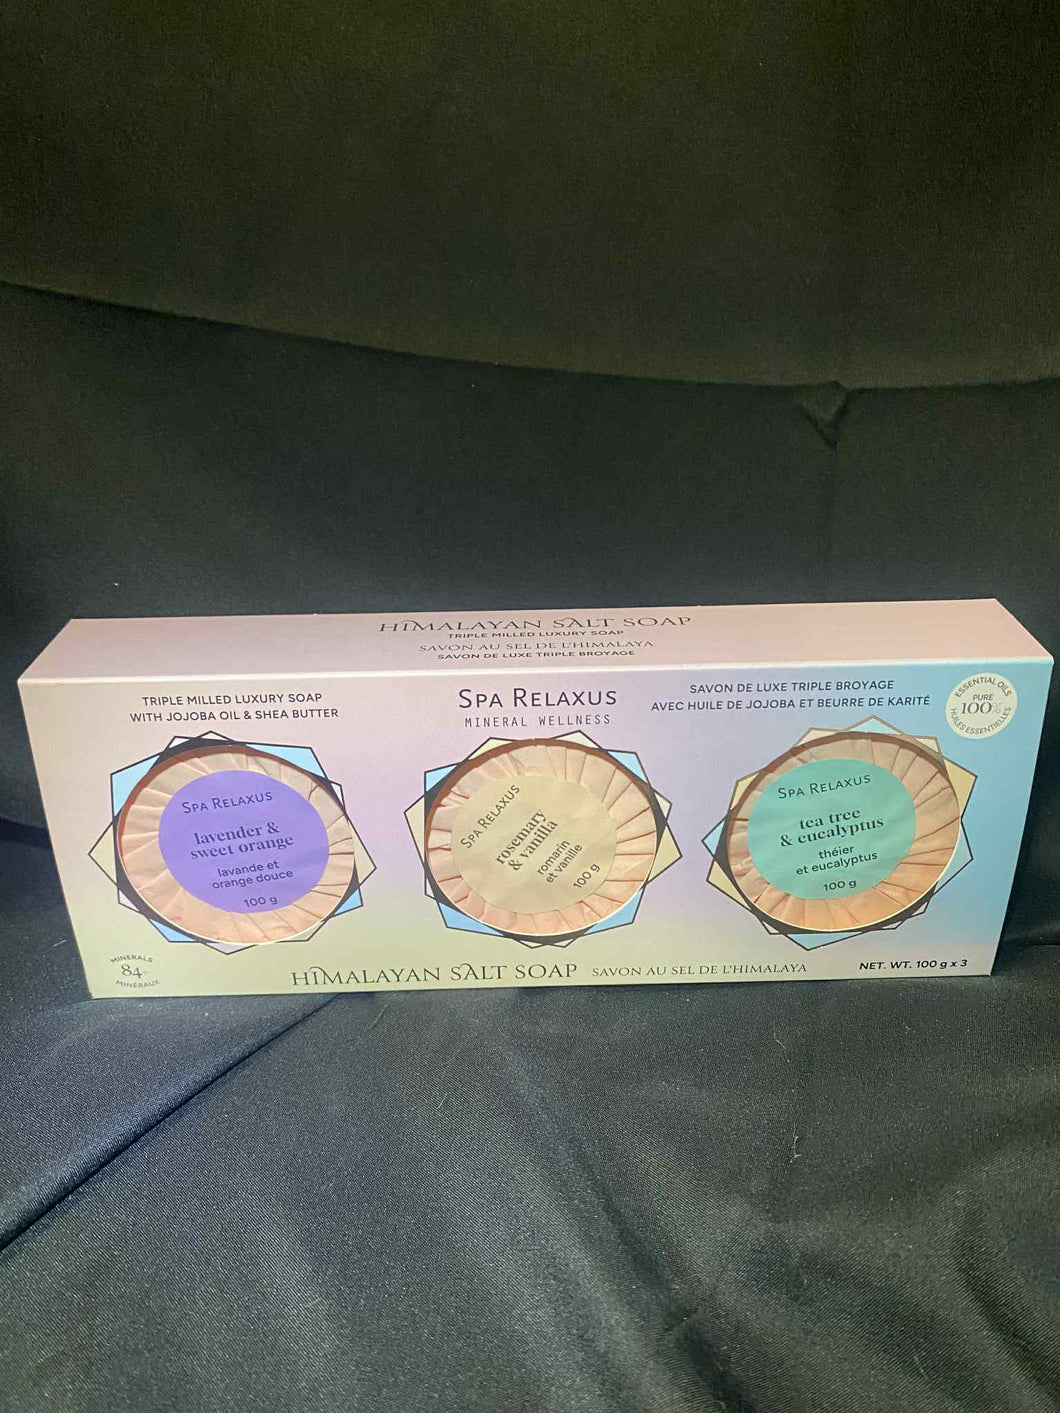 HIMALAYAN SALT SOAP
TRIPLE MILLED LUXURY SOAP
SAVON AU SEL DE L'HIMALAYA
SAVON DE LUXE TRIPLE BROYAGE
TRIPLE MILLED LUXURY SOAP
WITH JOJOBA OIL & SHEA BUTTER
SPA RELAXUS
MINERAL WELLNESS
SAVON DE LUXE TRIPLE BROYAGE
AVEC HUILE DE JOJOBA ET BEURRE DE KARITÉ
ESSENTIAL OILS
PURE
100%
HUILES ESSENTIELLES
SPA RELAXUS
lavender &
sweet orange
lavande et
orange douce
100 g
SPA RELAXUS
rosemary
& vanilla
romarin
et vanille
100 g
SPA RELAXUS
tea tree
& eucalyptus
théier
et eucalyptus
100 g
MINERALS
84+
MINÉRAUX
HIMALAYAN SALT SOAP SAVON AU SEL DE L'HIMALAYA
NET. WT. 100 g x 3